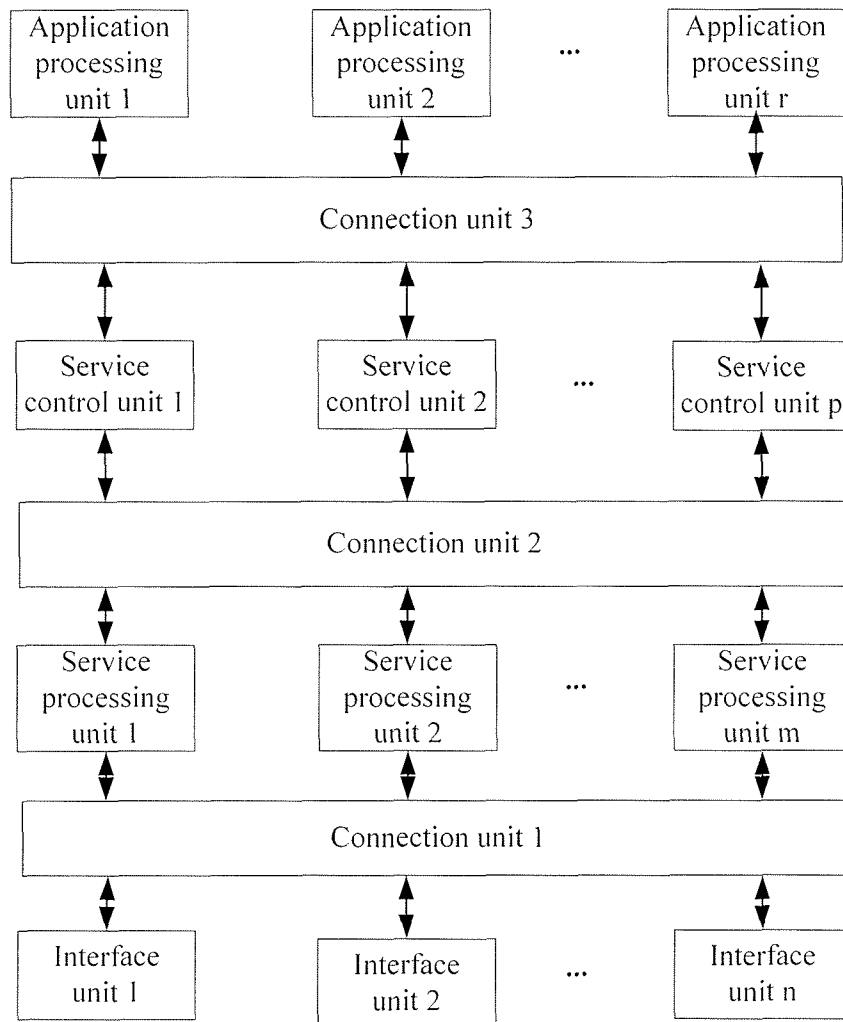 Application
processing
unit 1
Application
processing
unit 2
...
Application
processing
unit r
Connection unit 3
Service
control unit 1
Service
control unit 2
...
Service
control unit p
Connection unit 2
Service
processing
unit 1
Service
processing
unit 2
...
Service
processing
unit m
Connection unit 1
Interface
unit 1
Interface
unit 2
...
Interface
unit n